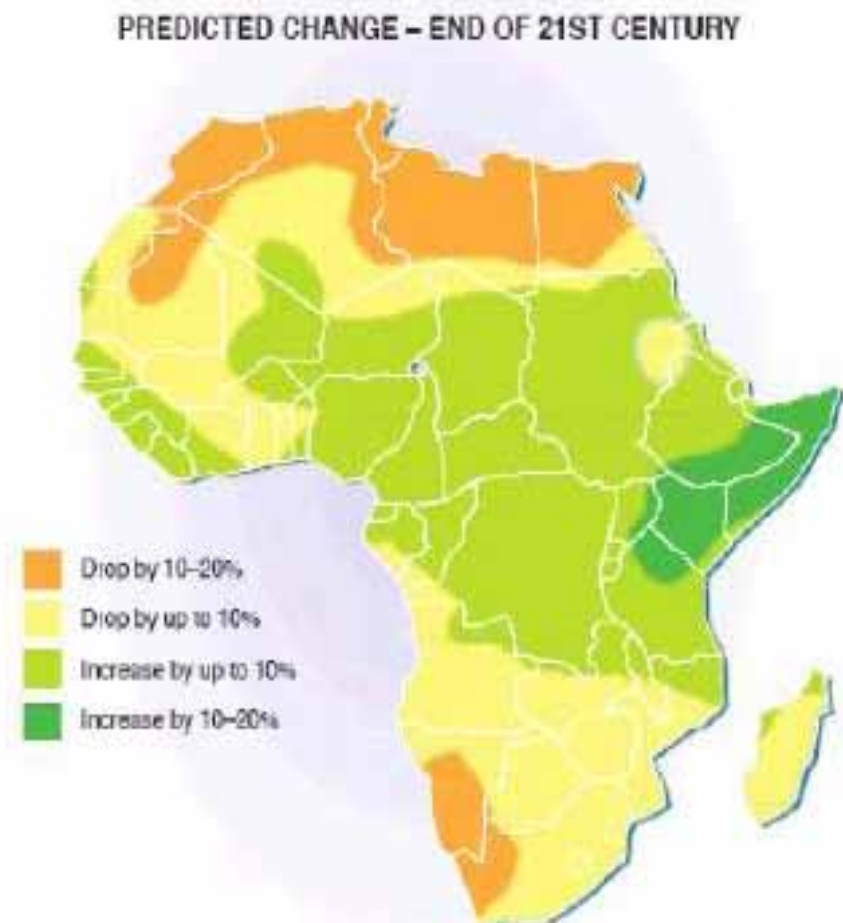 PREDICTED CHANGE – END OF 21ST CENTURY
Drop by 10–20%
Drop by up to 10%
Increase by up to 10%
Increase by 10–20%